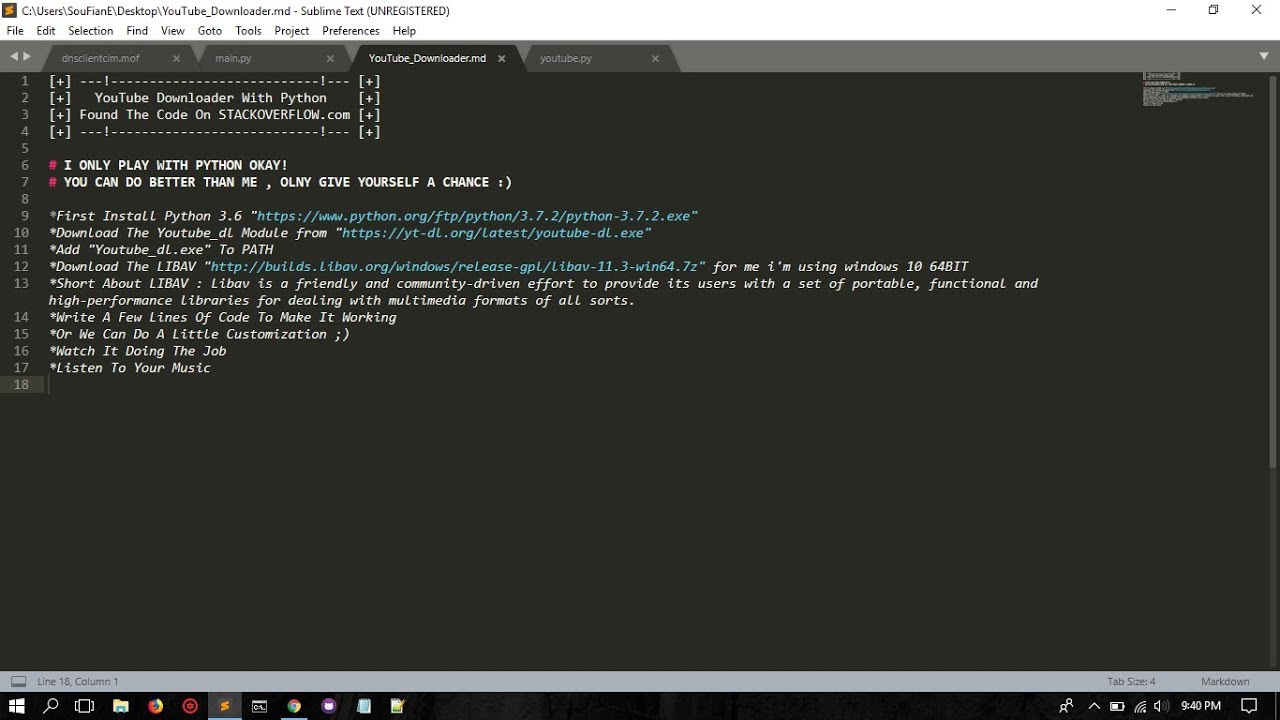 C:\Users\SouFianE\Desktop\YouTube_Downloader.md - Sublime Text (UNREGISTERED)
File Edit Selection Find View Goto Tools Project Preferences Help
dnsclientcim.mof main.py YouTube_Downloader.md youtube.py
1 [+] ---!---------------------------!--- [+]
2 [+] YouTube Downloader With Python [+]
3 [+] Found The Code On STACKOVERFLOW.com [+]
4 [+] ---!---------------------------!--- [+]
5
6 # I ONLY PLAY WITH PYTHON OKAY!
7 # YOU CAN DO BETTER THAN ME , OLNY GIVE YOURSELF A CHANCE :)
8
9 *First Install Python 3.6 "https://www.python.org/ftp/python/3.7.2/python-3.7.2.exe"
10 *Download The Youtube_dl Module from "https://yt-dl.org/latest/youtube-dl.exe"
11 *Add "Youtube_dl.exe" To PATH
12 *Download The LIBAV "http://builds.libav.org/windows/release-gpl/libav-11.3-win64.7z" for me i'm using windows 10 64BIT
13 *Short About LIBAV : Libav is a friendly and community-driven effort to provide its users with a set of portable, functional and
high-performance libraries for dealing with multimedia formats of all sorts.
14 *Write A Few Lines Of Code To Make It Working
15 *Or We Can Do A Little Customization ;)
16 *Watch It Doing The Job
17 *Listen To Your Music
18
Line 18, Column 1 Tab Size: 4 Markdown
9:40 PM